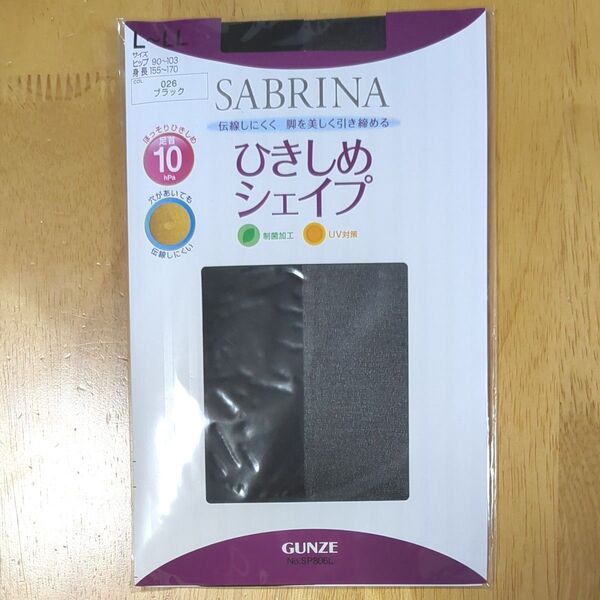 L~LL
サイズ
ヒップ 90~103
身長 155~170
COL
026
ブラック
SABRINA
伝線しにくく 脚を美しく引き締める
ほっそりひきしめ
足首
10
hPa
ひきしめ
シェイプ
穴があいても
伝線しにくい
制菌加工
UV対策
GUNZE
No.SP806L